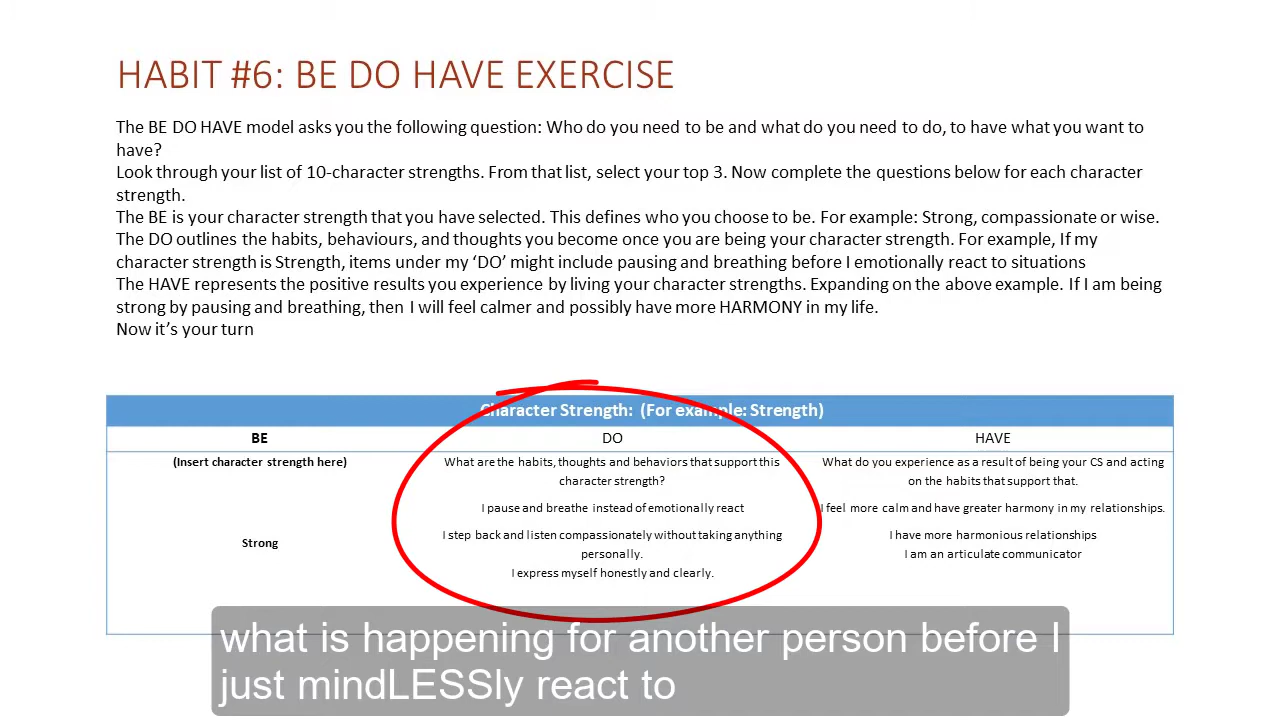 HABIT #6: BE DO HAVE EXERCISE
The BE DO HAVE model asks you the following question: Who do you need to be and what do you need to do, to have what you want to
have?
Look through your list of 10-character strengths. From that list, select your top 3. Now complete the questions below for each character
strength.
The BE is your character strength that you have selected. This defines who you choose to be. For example: Strong, compassionate or wise.
The DO outlines the habits, behaviours, and thoughts you become once you are being your character strength. For example, If my
character strength is Strength, items under my ‘DO’ might include pausing and breathing before I emotionally react to situations
The HAVE represents the positive results you experience by living your character strengths. Expanding on the above example. If I am being
strong by pausing and breathing, then I will feel calmer and possibly have more HARMONY in my life.
Now it’s your turn
Character Strength: (For example: Strength)
BE
DO
HAVE
(Insert character strength here)
Strong
What are the habits, thoughts and behaviors that support this
character strength?
I pause and breathe instead of emotionally react
I step back and listen compassionately without taking anything
personally.
I express myself honestly and clearly.
What do you experience as a result of being your CS and acting
on the habits that support that.
I feel more calm and have greater harmony in my relationships.
I have more harmonious relationships
I am an articulate communicator
what is happening for another person before I
just mindLESSly react to